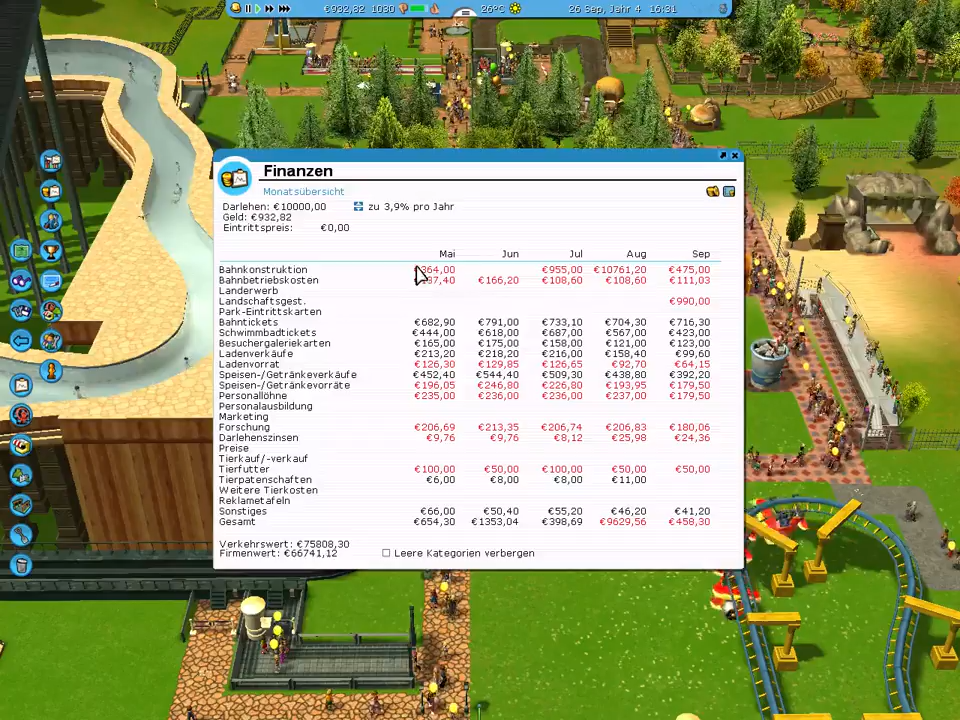 €932,82 1030 26°C 26 Sep, Jahr 4 16:31
Finanzen
Monatsübersicht
Darlehen: €10000,00 zu 3,9% pro Jahr
Geld: €932,82
Eintrittspreis: €0,00
Mai Jun Jul Aug Sep
Bahnkonstruktion 364,00 €955,00 €10761,20 €475,00
Bahnbetriebskosten 37,40 €166,20 €108,60 €108,60 €111,03
Landerwerb
Landschaftsgest. €990,00
Park-Eintrittskarten
Bahntickets €682,90 €791,00 €733,10 €704,30 €716,30
Schwimmbadtickets €444,00 €618,00 €687,00 €567,00 €423,00
Besuchergaleriekarten €165,00 €175,00 €158,00 €121,00 €123,00
Ladenverkäufe €213,20 €218,20 €216,00 €158,40 €99,60
Ladenvorrat €126,30 €129,85 €126,65 €92,70 €64,15
Speisen-/Getränkeverkäufe €452,40 €544,40 €509,30 €438,80 €392,20
Speisen-/Getränkevorräte €196,05 €246,80 €226,80 €193,95 €179,50
Personallöhne €235,00 €236,00 €236,00 €237,00 €179,50
Personalausbildung
Marketing
Forschung €206,69 €213,35 €206,74 €206,83 €180,06
Darlehenszinsen €9,76 €9,76 €8,12 €25,98 €24,36
Preise
Tierkauf/-verkauf
Tierfutter €100,00 €50,00 €100,00 €50,00 €50,00
Tierpatenschaften €6,00 €8,00 €8,00 €11,00
Weitere Tierkosten
Reklametafeln
Sonstiges €66,00 €50,40 €55,20 €46,20 €41,20
Gesamt €654,30 €1353,04 €398,69 €9629,56 €458,30
Verkehrswert: €75808,30
Firmenwert: €66741,12 Leere Kategorien verbergen